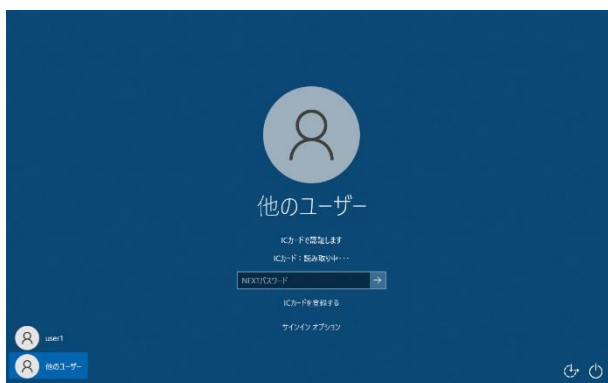 他のユーザー
ICカードで認証します
ICカード:読み取り中・・・
NEXTパスワード
ICカードを登録する
サインイン オプション
user1
他のユーザー